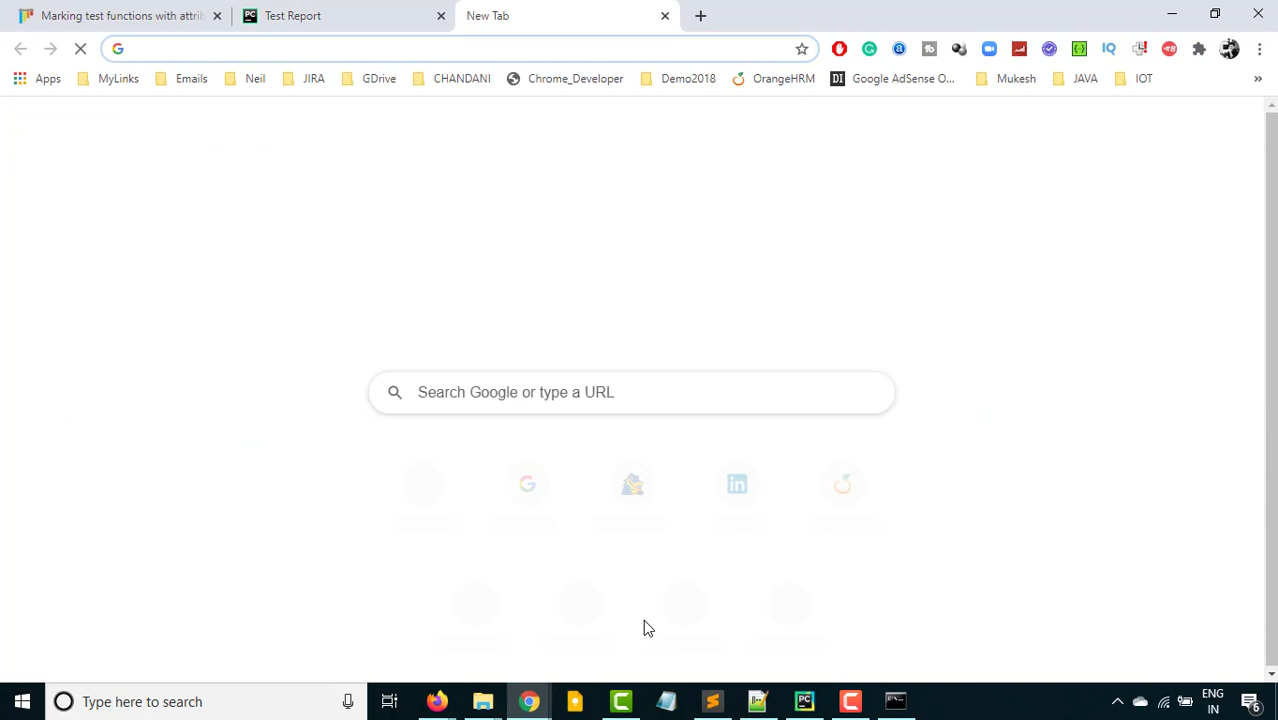 Marking test functions with attrib
Test Report
New Tab
Apps MyLinks Emails Neil JIRA GDrive CHANDANI Chrome_Developer Demo2018 OrangeHRM Google AdSense O... Mukesh JAVA IOT »
Search Google or type a URL
Type here to search
ENG
IN
6